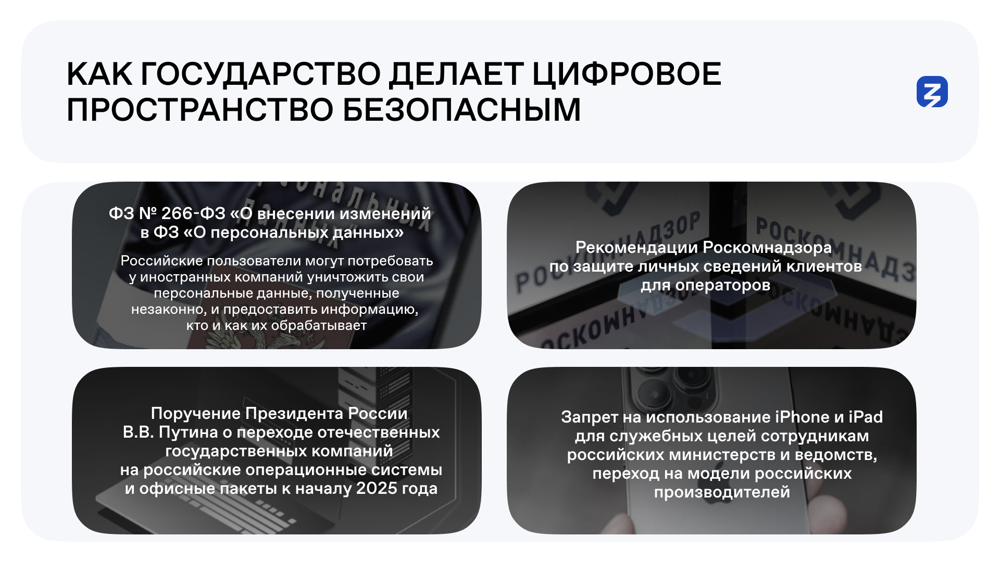 КАК ГОСУДАРСТВО ДЕЛАЕТ ЦИФРОВОЕ
ПРОСТРАНСТВО БЕЗОПАСНЫМ
ФЗ № 266-ФЗ «О внесении изменений
в ФЗ «О персональных данных»
Российские пользователи могут потребовать
у иностранных компаний уничтожить свои
персональные данные, полученные
незаконно, и предоставить информацию,
кто и как их обрабатывает
данных"
РОСКОМНАДЗОР
Рекомендации Роскомнадзора
по защите личных сведений клиентов
для операторов
Поручение Президента России
В.В. Путина о переходе отечественных
государственных компаний
на российские операционные системы
и офисные пакеты к началу 2025 года
Запрет на использование iPhone и iPad
для служебных целей сотрудникам
российских министерств и ведомств,
переход на модели российских
производителей